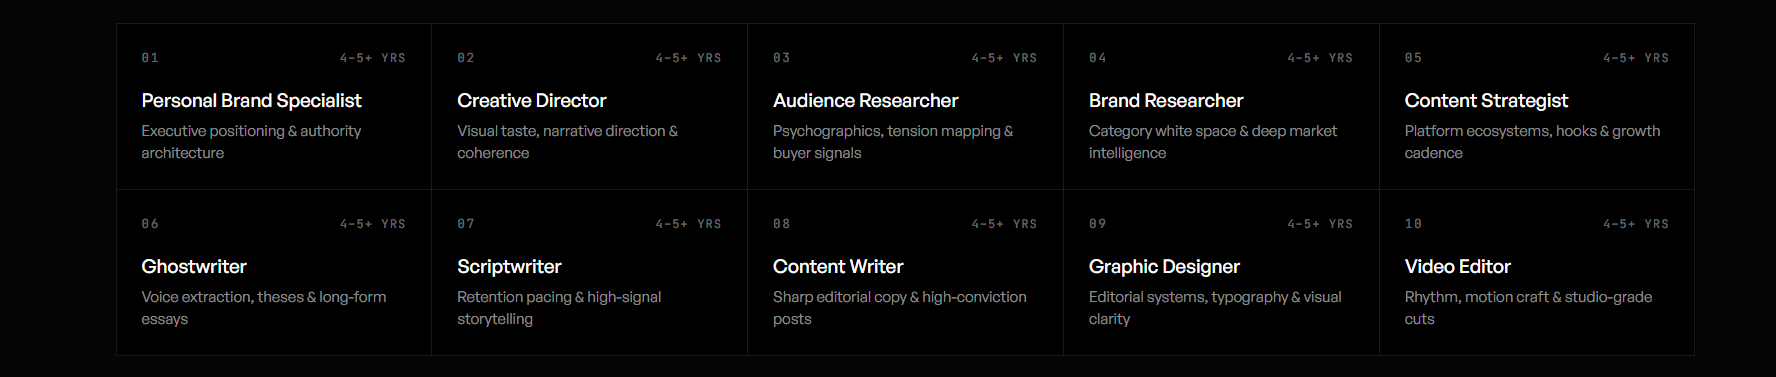 01 4–5+ YRS
Personal Brand Specialist
Executive positioning & authority
architecture
02 4–5+ YRS
Creative Director
Visual taste, narrative direction &
coherence
03 4–5+ YRS
Audience Researcher
Psychographics, tension mapping &
buyer signals
04 4–5+ YRS
Brand Researcher
Category white space & deep market
intelligence
05 4–5+ YRS
Content Strategist
Platform ecosystems, hooks & growth
cadence
06 4–5+ YRS
Ghostwriter
Voice extraction, theses & long-form
essays
07 4–5+ YRS
Scriptwriter
Retention pacing & high-signal
storytelling
08 4–5+ YRS
Content Writer
Sharp editorial copy & high-conviction
posts
09 4–5+ YRS
Graphic Designer
Editorial systems, typography & visual
clarity
10 4–5+ YRS
Video Editor
Rhythm, motion craft & studio-grade
cuts